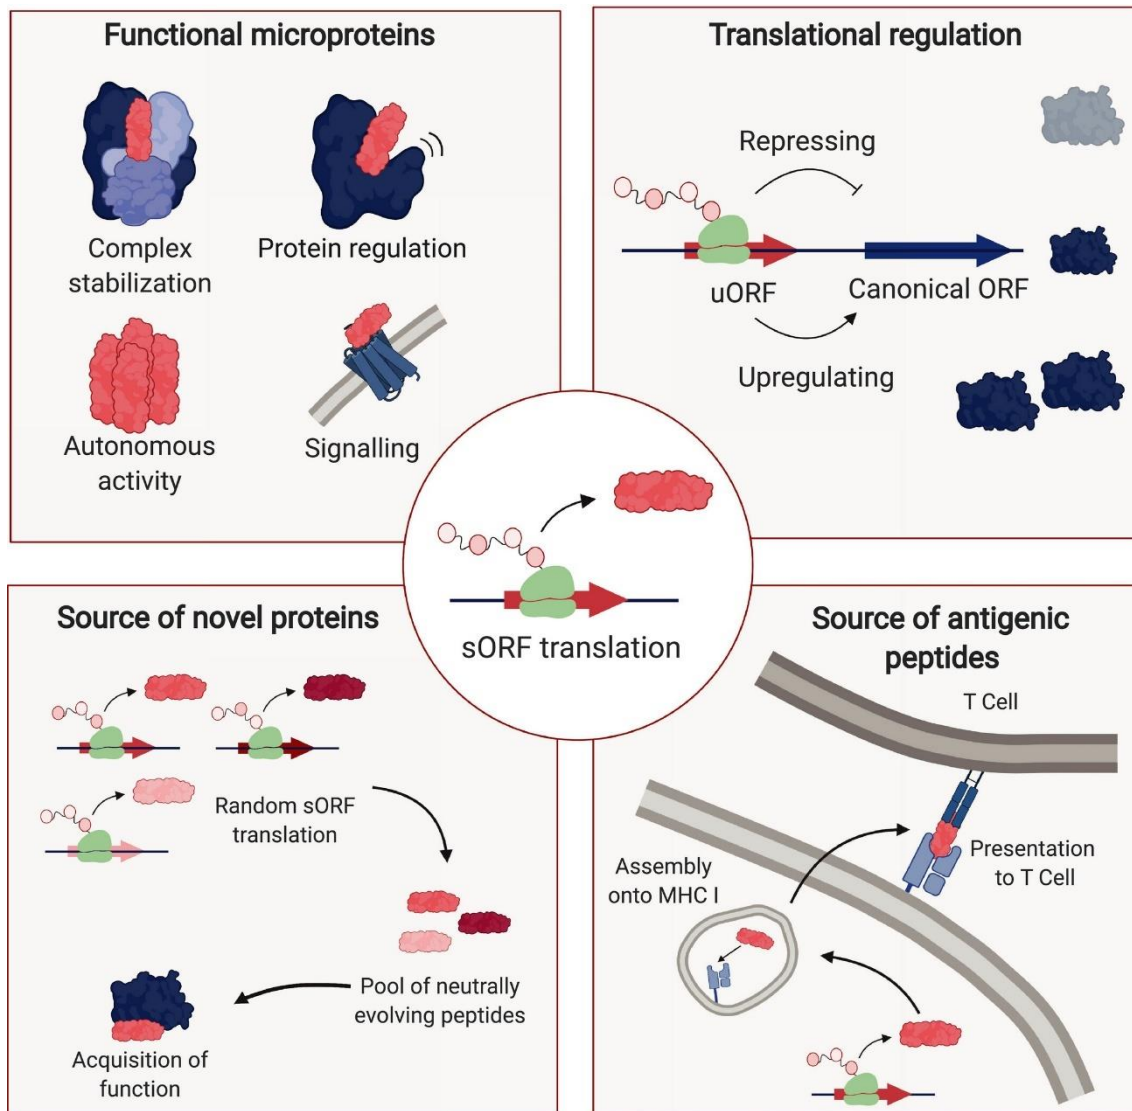 Functional microproteins
Complex
stabilization
Protein regulation
Autonomous
activity
Signalling
Translational regulation
Repressing
uORF
Canonical ORF
Upregulating
sORF translation
Source of novel proteins
Random sORF
translation
Pool of neutrally
evolving peptides
Acquisition of
function
Source of antigenic
peptides
T Cell
Assembly
onto MHC I
Presentation
to T Cell